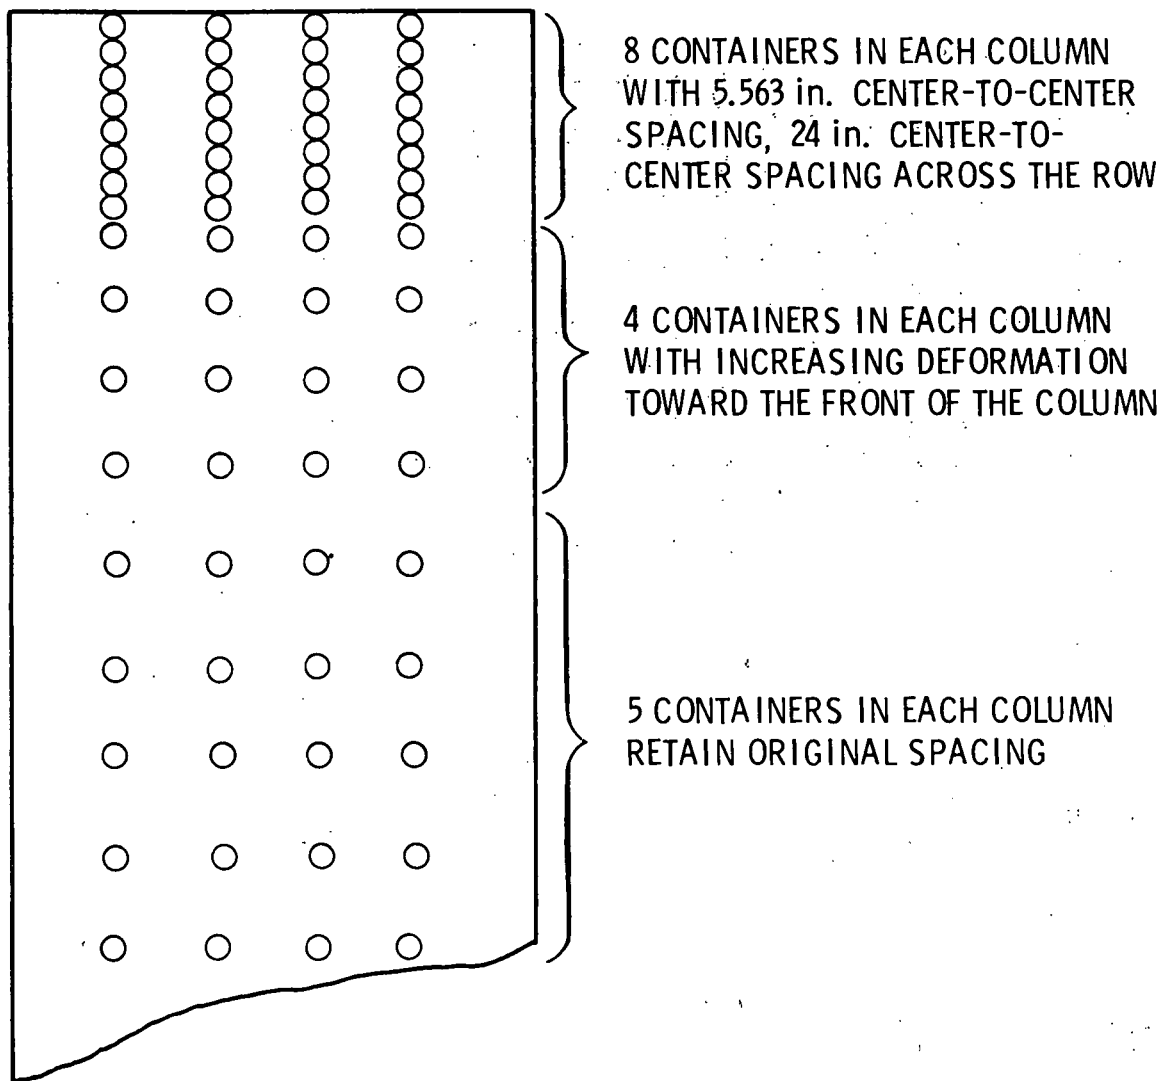 8 CONTAINERS IN EACH COLUMN
WITH 5.563 in. CENTER-TO-CENTER
SPACING, 24 in. CENTER-TO-
CENTER SPACING ACROSS THE ROW
4 CONTAINERS IN EACH COLUMN
WITH INCREASING DEFORMATION
TOWARD THE FRONT OF THE COLUMN
5 CONTAINERS IN EACH COLUMN
RETAIN ORIGINAL SPACING